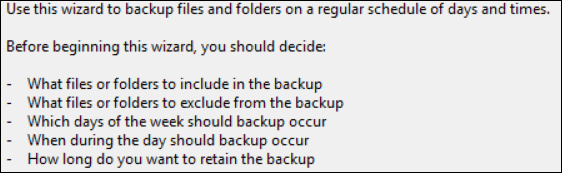 Use this wizard to backup files and folders on a regular schedule of days and times.
Before beginning this wizard, you should decide:
- What files or folders to include in the backup
- What files or folders to exclude from the backup
- Which days of the week should backup occur
- When during the day should backup occur
- How long do you want to retain the backup